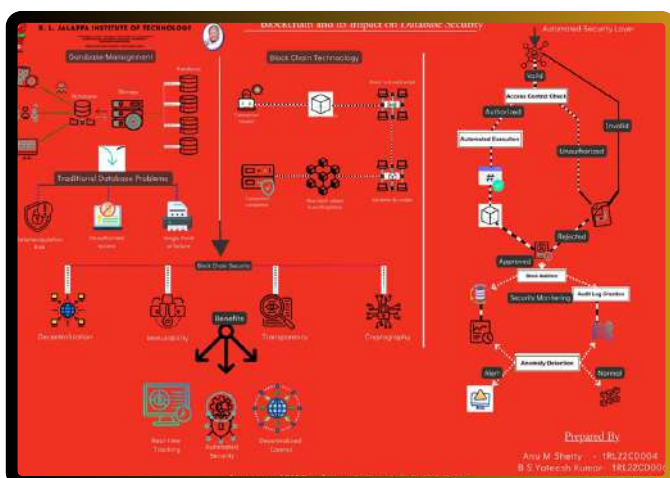 R. L. JALAPPA INSTITUTE OF TECHNOLOGY
Blockchain and its Impact on Database Security
Database Management
Block Chain Technology
Automated Security Layer
Valid
Access Control Check
Authorized
Invalid
Automated Execution
Unauthorized
Traditional Database Problems
Unauthorized access
Single Point of failure
Rejected
Approved
Block Chain Security
Block Addition
Security Monitoring
Audit Log Creation
Decentralization
Immutability
Benefits
Transparency
Cryptography
Anomaly Detection
Alert
Normal
Real-time Tracking
Automated Security
Decentralized Control
Prepared By
Anu M Shetty - 1RL22CD004
B S Yateesh Kumar -